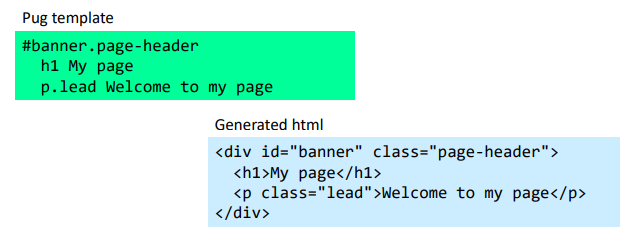 Pug template
#banner.page-header
  h1 My page
  p.lead Welcome to my page
Generated html
<div id="banner" class="page-header">
  <h1>My page</h1>
  <p class="lead">Welcome to my page</p>
</div>